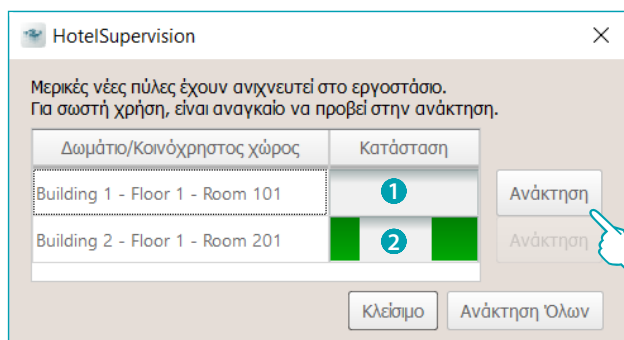 HotelSupervision
Μερικές νέες πύλες έχουν ανιχνευτεί στο εργοστάσιο.
Για σωστή χρήση, είναι αναγκαίο να προβεί στην ανάκτηση.
Δωμάτιο/Κοινόχρηστος χώρος Κατάσταση
Building 1 - Floor 1 - Room 101 1 Ανάκτηση
Building 2 - Floor 1 - Room 201 2 Ανάκτηση
Κλείσιμο Ανάκτηση Όλων